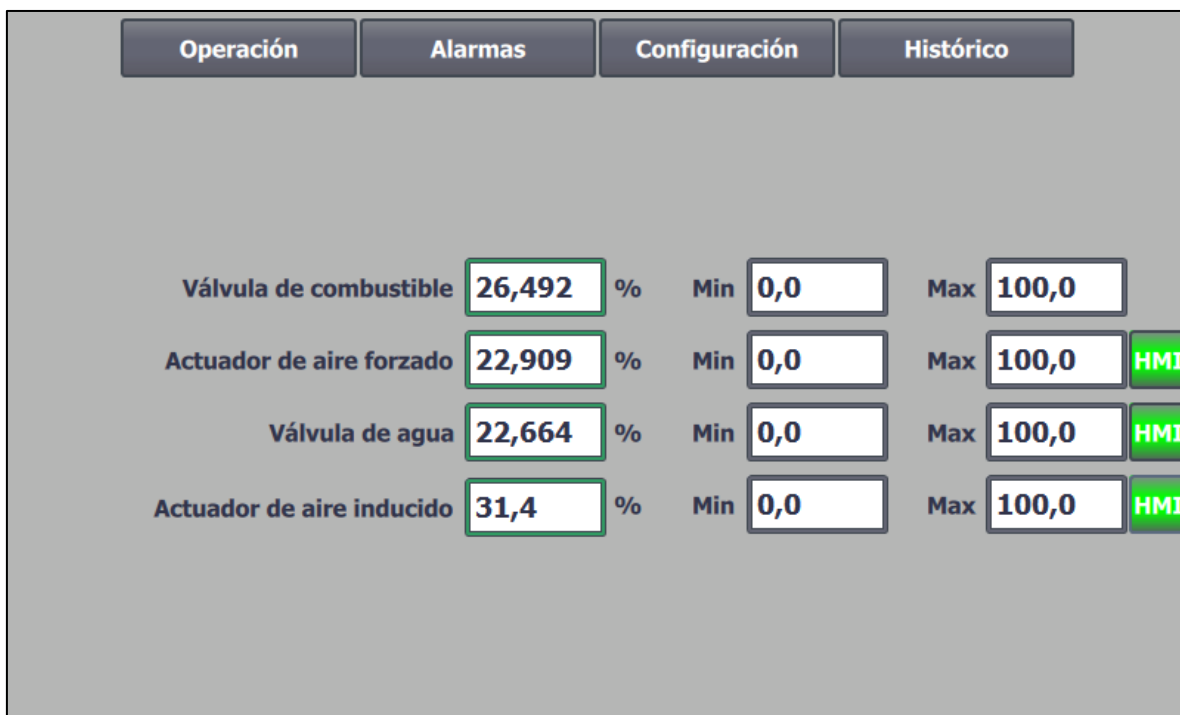 Operación Alarmas Configuración Histórico
Válvula de combustible 26,492 % Min 0,0 Max 100,0
Actuador de aire forzado 22,909 % Min 0,0 Max 100,0 HMI
Válvula de agua 22,664 % Min 0,0 Max 100,0 HMI
Actuador de aire inducido 31,4 % Min 0,0 Max 100,0 HMI